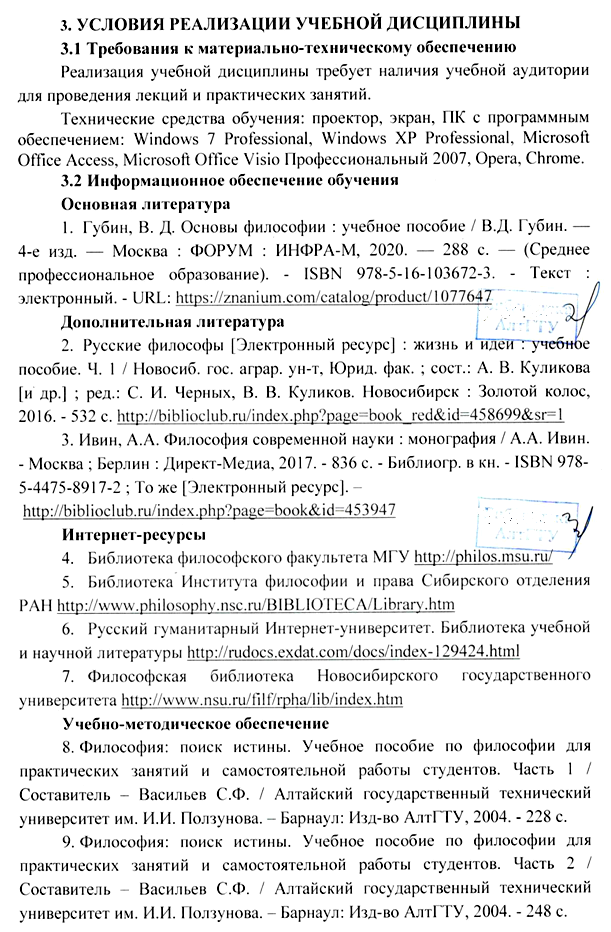 3. УСЛОВИЯ РЕАЛИЗАЦИИ УЧЕБНОЙ ДИСЦИПЛИНЫ
3.1 Требования к материально-техническому обеспечению
Реализация учебной дисциплины требует наличия учебной аудитории
для проведения лекций и практических занятий.
Технические средства обучения: проектор, экран, ПК с программным
обеспечением: Windows 7 Professional, Windows XP Professional, Microsoft
Office Access, Microsoft Office Visio Профессиональный 2007, Opera, Chrome.
3.2 Информационное обеспечение обучения
Основная литература
1. Губин, В. Д. Основы философии : учебное пособие / В.Д. Губин. —
4-е изд. — Москва : ФОРУМ : ИНФРА-М, 2020. — 288 с. — (Среднее
профессиональное образование). - ISBN 978-5-16-103672-3. - Текст :
электронный. - URL: https://znanium.com/catalog/product/1077647
АлтГТУ
Дополнительная литература
2. Русские философы [Электронный ресурс] : жизнь и идеи : учебное
пособие. Ч. 1 / Новосиб. гос. аграр. ун-т, Юрид. фак. ; сост.: А. В. Куликова
[и др.] ; ред.: С. И. Черных, В. В. Куликов. Новосибирск : Золотой колос,
2016. - 532 с. http://biblioclub.ru/index.php?page=book_red&id=458699&sr=1
3. Ивин, А.А. Философия современной науки : монография / А.А. Ивин.
- Москва ; Берлин : Директ-Медиа, 2017. - 836 с. - Библиогр. в кн. - ISBN 978-
5-4475-8917-2 ; То же [Электронный ресурс]. –
http://biblioclub.ru/index.php?page=book&id=453947
АлтГТУ
Интернет-ресурсы
4. Библиотека философского факультета МГУ http://philos.msu.ru/
5. Библиотека Института философии и права Сибирского отделения
РАН http://www.philosophy.nsc.ru/BIBLIOTECA/Library.htm
6. Русский гуманитарный Интернет-университет. Библиотека учебной
и научной литературы http://rudocs.exdat.com/docs/index-129424.html
7. Философская библиотека Новосибирского государственного
университета http://www.nsu.ru/filf/rpha/lib/index.htm
Учебно-методическое обеспечение
8. Философия: поиск истины. Учебное пособие по философии для
практических занятий и самостоятельной работы студентов. Часть 1 /
Составитель – Васильев С.Ф. / Алтайский государственный технический
университет им. И.И. Ползунова. – Барнаул: Изд-во АлтГТУ, 2004. - 228 с.
9. Философия: поиск истины. Учебное пособие по философии для
практических занятий и самостоятельной работы студентов. Часть 2 /
Составитель – Васильев С.Ф. / Алтайский государственный технический
университет им. И.И. Ползунова. – Барнаул: Изд-во АлтГТУ, 2004. - 248 с.